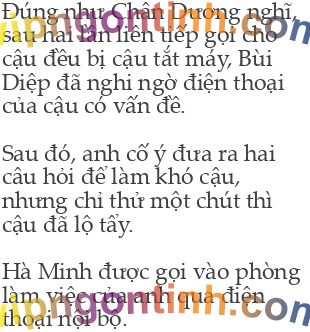 Đúng như Chân Dương nghĩ,
sau hai lần liên tiếp gọi cho
cậu đều bị cậu tắt máy, Bùi
Diệp đã nghi ngờ điện thoại
của cậu có vấn đề.

Sau đó, anh cố ý đưa ra hai
câu hỏi để làm khó cậu,
nhưng chỉ thử một chút thì
cậu đã lộ tẩy.

Hà Minh được gọi vào phòng
làm việc của anh qua điện
thoại nội bộ.
vipngontinh.com
vipngontinh.com